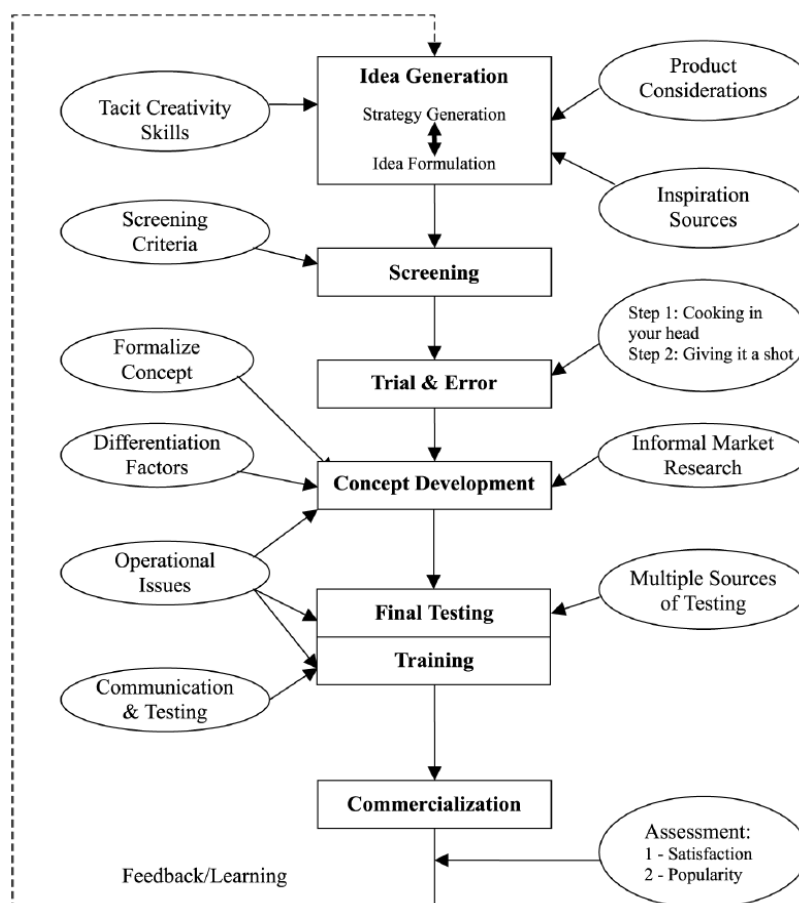 Idea Generation
Strategy Generation
Idea Formulation
Tacit Creativity
Skills
Product
Considerations
Inspiration
Sources
Screening
Criteria
Screening
Step 1: Cooking in
your head
Step 2: Giving it a shot
Formalize
Concept
Trial & Error
Differentiation
Factors
Informal Market
Research
Concept Development
Operational
Issues
Multiple Sources
of Testing
Final Testing
Training
Communication
& Testing
Commercialization
Assessment:
1 - Satisfaction
2 - Popularity
Feedback/Learning